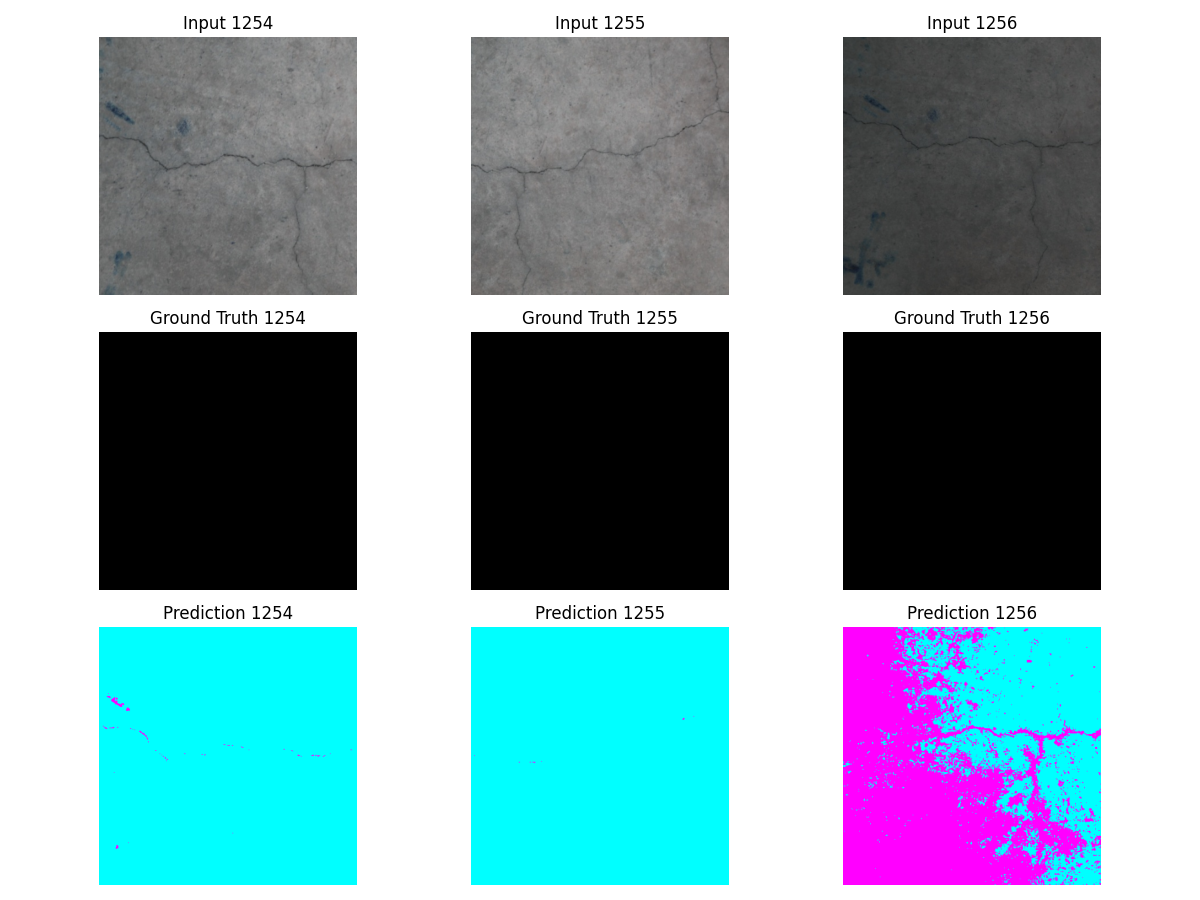 Input 1254
Input 1255
Input 1256
Ground Truth 1254
Ground Truth 1255
Ground Truth 1256
Prediction 1254
Prediction 1255
Prediction 1256